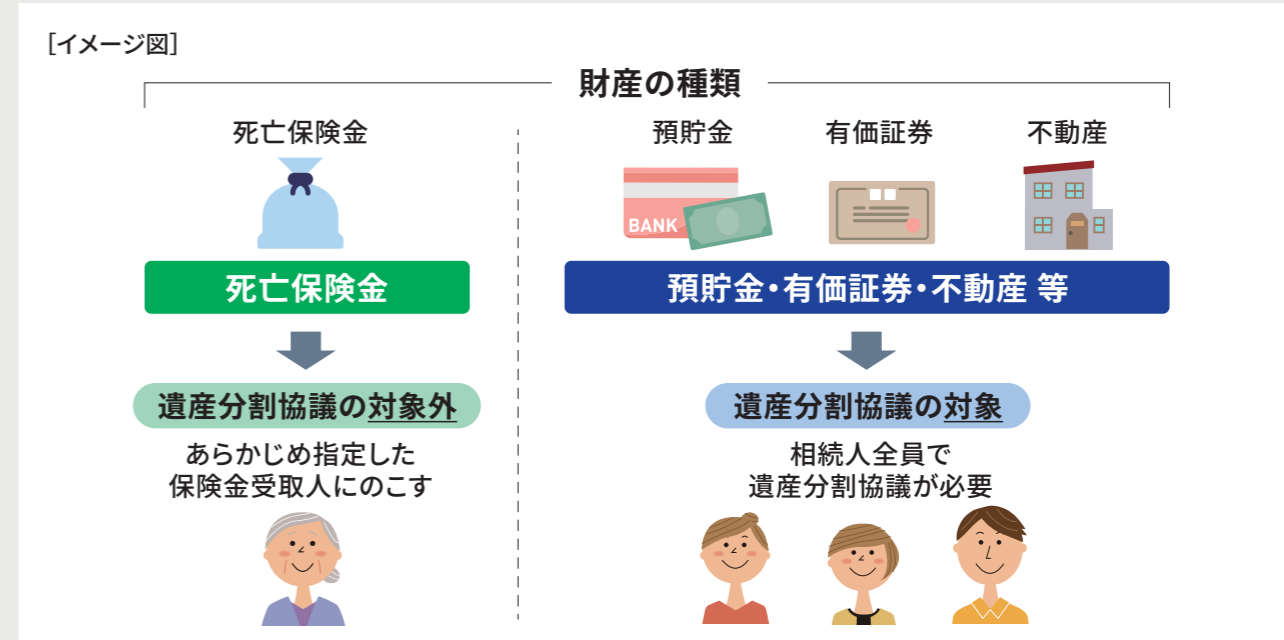 ［イメージ図］
財産の種類
死亡保険金
預貯金
有価証券
不動産
BANK
死亡保険金
預貯金・有価証券・不動産 等
遺産分割協議の対象外
あらかじめ指定した
保険金受取人にのこす
遺産分割協議の対象
相続人全員で
遺産分割協議が必要